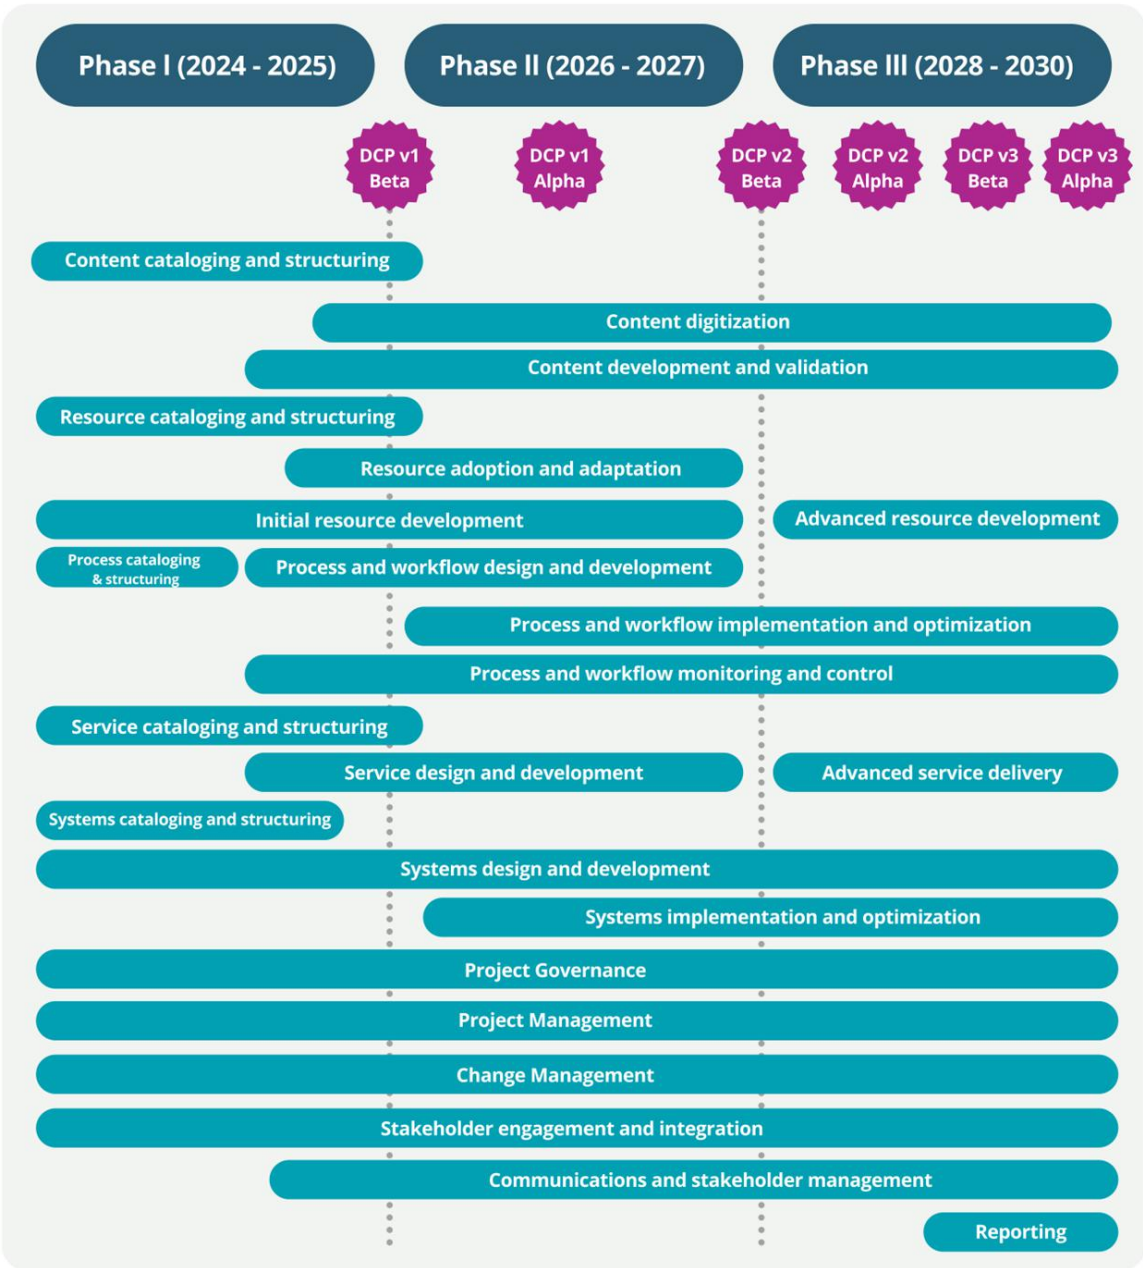 Phase I (2024 - 2025)
Phase II (2026 - 2027)
Phase III (2028 - 2030)
DCP v1
Beta
DCP v1
Alpha
DCP v2
Beta
DCP v2
Alpha
DCP v3
Beta
DCP v3
Alpha
Content cataloging and structuring
Content digitization
Content development and validation
Resource cataloging and structuring
Resource adoption and adaptation
Initial resource development
Advanced resource development
Process cataloging
& structuring
Process and workflow design and development
Process and workflow implementation and optimization
Process and workflow monitoring and control
Service cataloging and structuring
Service design and development
Advanced service delivery
Systems cataloging and structuring
Systems design and development
Systems implementation and optimization
Project Governance
Project Management
Change Management
Stakeholder engagement and integration
Communications and stakeholder management
Reporting